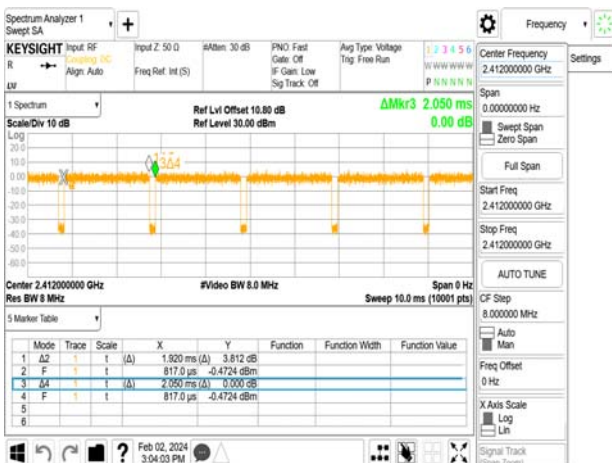 Spectrum Analyzer 1
Swept SA
+
Frequency
Settings
KEYSIGHT Input: RF Input Z: 50 Ω #Atten: 30 dB PNO: Fast Avg Type: Voltage 1 2 3 4 5 6
R Coupling: DC Gate: Off Trig: Free Run W W W W W W
Align: Auto Freq Ref: Int (S) IF Gain: Low
Sig Track: Off P N N N N N
LXI
1 Spectrum
Ref Lvl Offset 10.80 dB
ΔMkr3 2.050 ms
Scale/Div 10 dB Ref Level 30.00 dBm 0.00 dB
Log
20.0
10.0
0.00
-10.0
-20.0
-30.0
-40.0
-50.0
-60.0
3Δ4
Center 2.412000000 GHz #Video BW 8.0 MHz Span 0 Hz
Res BW 8 MHz Sweep 10.0 ms (10001 pts)
5 Marker Table
Mode Trace Scale X Y Function Function Width Function Value
1 Δ2 1 t (Δ) 1.920 ms (Δ) 3.812 dB
2 F 1 t 817.0 µs -0.4724 dBm
3 Δ4 1 t (Δ) 2.050 ms (Δ) 0.000 dB
4 F 1 t 817.0 µs -0.4724 dBm
5
6
Center Frequency
2.412000000 GHz
Span
0.00000000 Hz
Swept Span
Zero Span
Full Span
Start Freq
2.412000000 GHz
Stop Freq
2.412000000 GHz
AUTO TUNE
CF Step
8.000000 MHz
Auto
Man
Freq Offset
0 Hz
X Axis Scale
Log
Lin
Signal Track
? Feb 02, 2024
3:04:03 PM